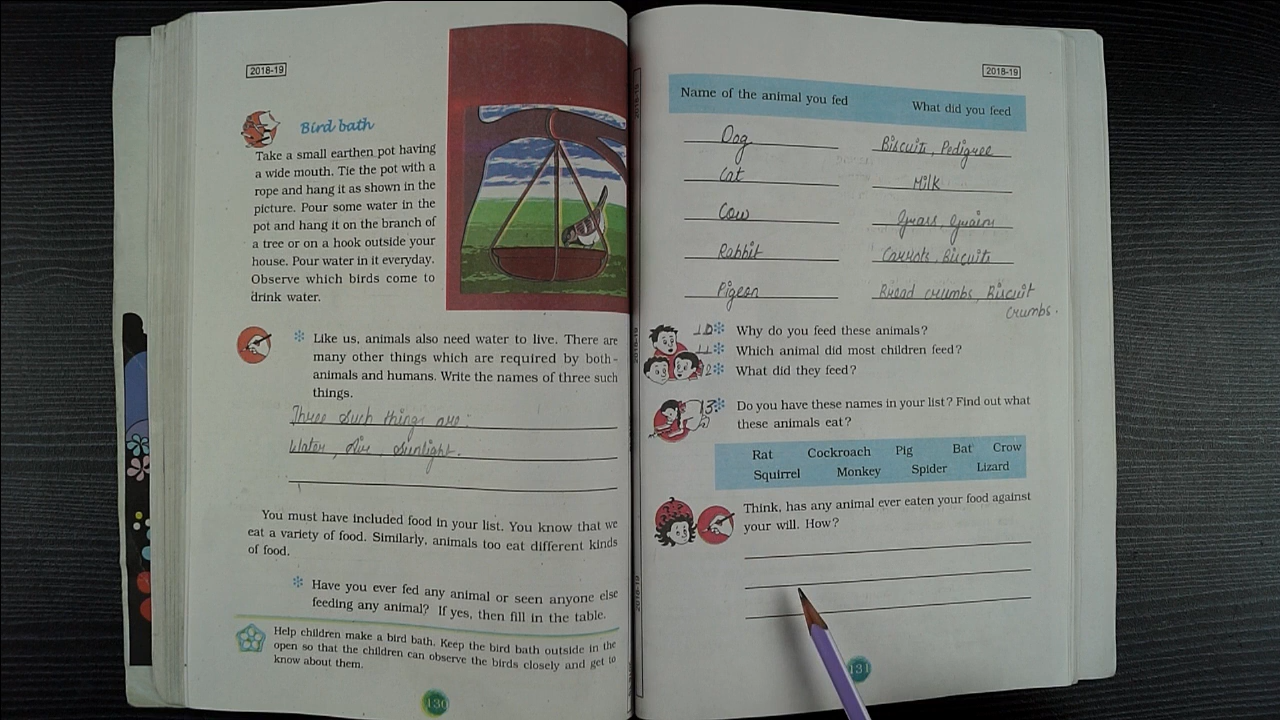 2018-19
Bird bath
Take a small earthen pot having
a wide mouth. Tie the pot with a
rope and hang it as shown in the
picture. Pour some water in the
pot and hang it on the branch of
a tree or on a hook outside your
house. Pour water in it everyday.
Observe which birds come to
drink water.
Like us, animals also need water to live. There are
many other things which are required by both-
animals and humans. Write the names of three such
things.
Three Such things are:
Water, Air, Sunlight.
You must have included food in your list. You know that we
eat a variety of food. Similarly, animals too eat different kinds
of food.
Have you ever fed any animal or seen anyone else
feeding any animal? If yes, then fill in the table.
Help children make a bird bath. Keep the bird bath outside in the
open so that the children can observe the birds closely and get to
know about them.
130
2018-19
Name of the animal you fed What did you feed
Dog Biscuits, Pedigree
Cat Milk
Cow Grass, Grains
Rabbit Carrots, Biscuits
Pigeon Bread crumbs, Biscuit
crumbs.
10 Why do you feed these animals?
11 Which animal did most children feed?
What did they feed?
13. Do you have these names in your list? Find out what
these animals eat?
Rat Cockroach Pig Bat Crow
Squirrel Monkey Spider Lizard
Think, has any animal ever eaten your food against
your will. How?
131